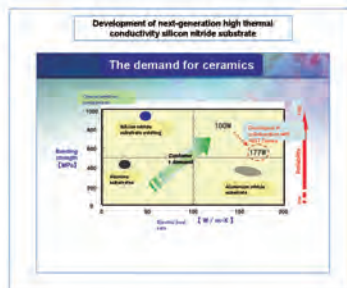 Development of next-generation high thermal
conductivity silicon nitride substrate
The demand for ceramics
1000
800
600
400
200
0
Bending
strength
[MPa]
Silicon nitride
substrate existing
Alumina
substrate
Customer
s demand
100W
177W
Aluminum nitride
substrate
Reliability
0
50
100
150
200
[W / m·K]